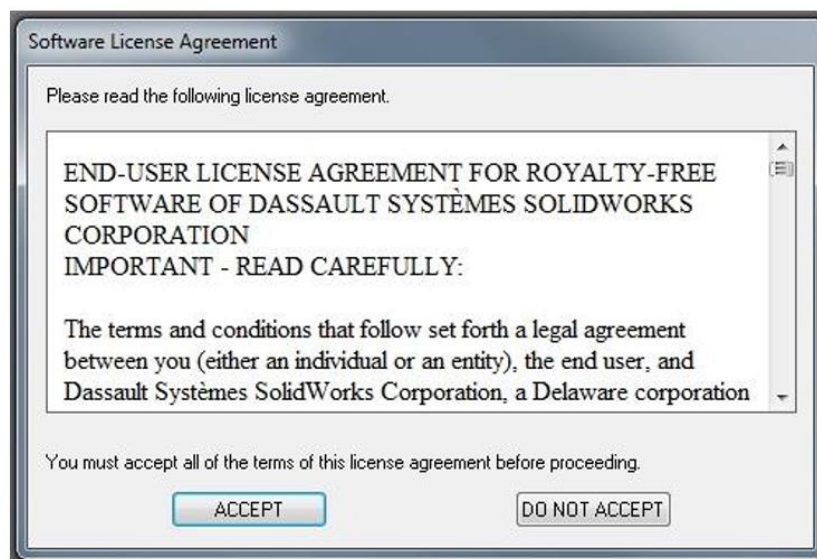 Software License Agreement
Please read the following license agreement.
END-USER LICENSE AGREEMENT FOR ROYALTY-FREE
SOFTWARE OF DASSAULT SYSTÈMES SOLIDWORKS
CORPORATION
IMPORTANT - READ CAREFULLY:
The terms and conditions that follow set forth a legal agreement
between you (either an individual or an entity), the end user, and
Dassault Systèmes SolidWorks Corporation, a Delaware corporation
You must accept all of the terms of this license agreement before proceeding.
ACCEPT
DO NOT ACCEPT